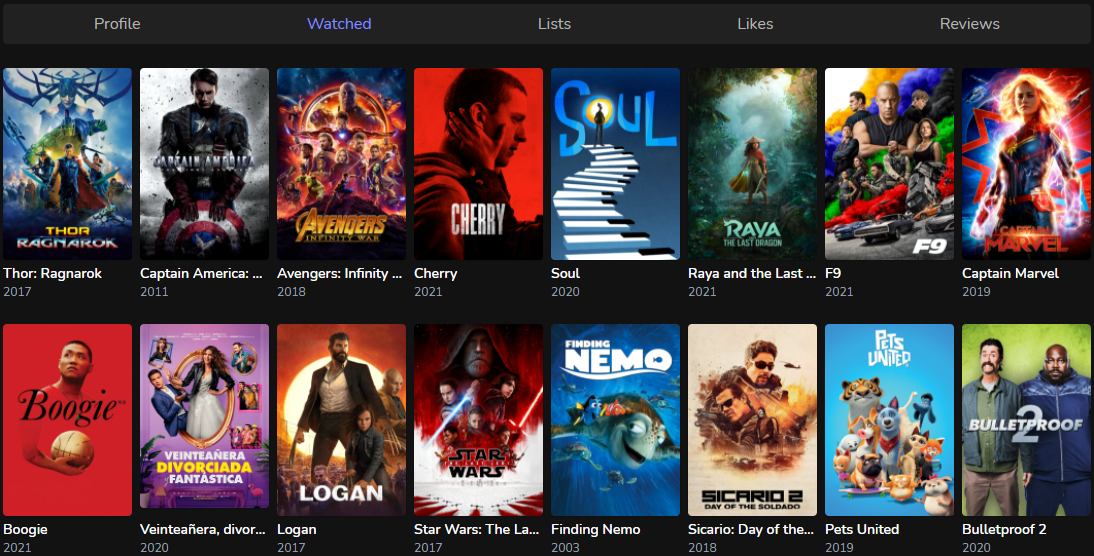 Profile Watched Lists Likes Reviews
THOR
RAGNAROK
CAPTAIN AMERICA
AVENGERS
INFINITY WAR
CHERRY
SOUL
RAYA
THE LAST DRAGON
F9
CAPTAIN
MARVEL
Thor: Ragnarok
2017
Captain America: ...
2011
Avengers: Infinity ...
2018
Cherry
2021
Soul
2020
Raya and the Last ...
2021
F9
2021
Captain Marvel
2019
Boogie
VEINTEAÑERA
DIVORCIADA
Y FANTÁSTICA
LOGAN
STAR
WARS
FINDING
NEMO
SICARIO 2
DAY OF THE SOLDADO
PETS
UNITED
BULLETPROOF
2
Boogie
2021
Veinteañera, divor...
2020
Logan
2017
Star Wars: The La...
2017
Finding Nemo
2003
Sicario: Day of the...
2018
Pets United
2019
Bulletproof 2
2020